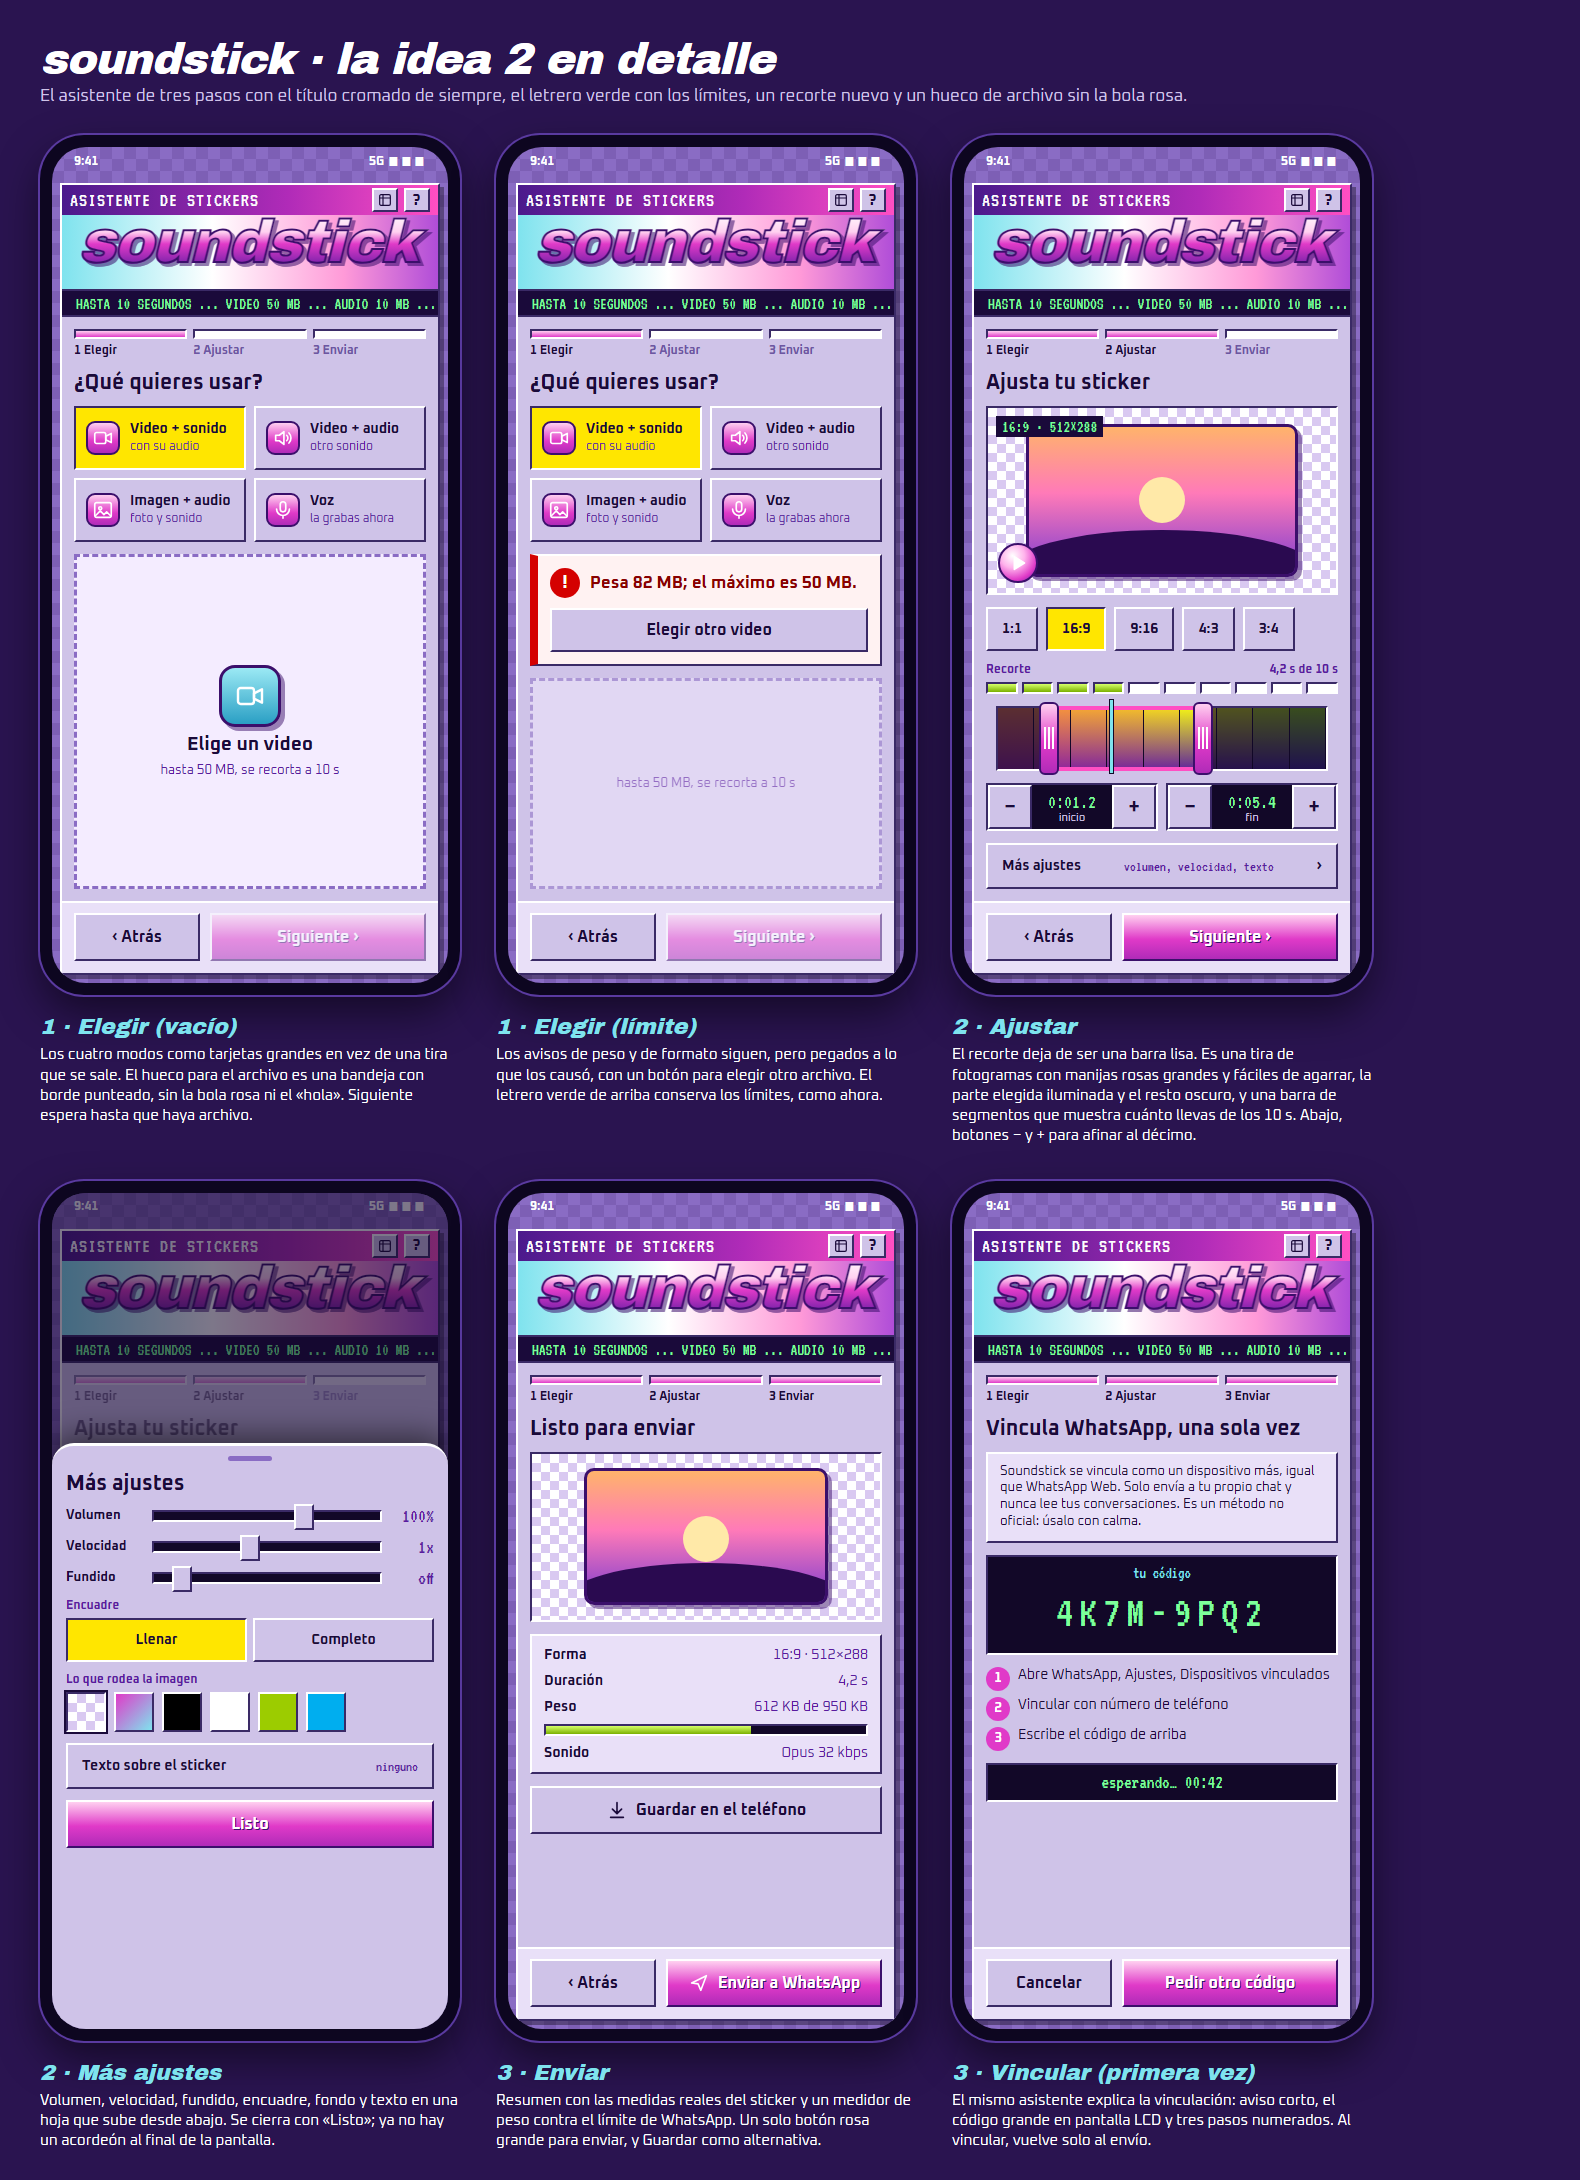 soundstick · la idea 2 en detalle
El asistente de tres pasos con el título cromado de siempre, el letrero verde con los límites, un recorte nuevo y un hueco de archivo sin la bola rosa.
9:41
5G
ASISTENTE DE STICKERS
?
soundstick
HASTA 10 SEGUNDOS ... VIDEO 50 MB ... AUDIO 10 MB ...
1 Elegir
2 Ajustar
3 Enviar
¿Qué quieres usar?
Video + sonido
con su audio
Video + audio
otro sonido
Imagen + audio
foto y sonido
Voz
la grabas ahora
Elige un video
hasta 50 MB, se recorta a 10 s
‹ Atrás
Siguiente ›
1 · Elegir (vacío)
Los cuatro modos como tarjetas grandes en vez de una tira
que se sale. El hueco para el archivo es una bandeja con
borde punteado, sin la bola rosa ni el «hola». Siguiente
espera hasta que haya archivo.
9:41
5G
ASISTENTE DE STICKERS
?
soundstick
HASTA 10 SEGUNDOS ... VIDEO 50 MB ... AUDIO 10 MB ...
1 Elegir
2 Ajustar
3 Enviar
¿Qué quieres usar?
Video + sonido
con su audio
Video + audio
otro sonido
Imagen + audio
foto y sonido
Voz
la grabas ahora
! Pesa 82 MB; el máximo es 50 MB.
Elegir otro video
hasta 50 MB, se recorta a 10 s
‹ Atrás
Siguiente ›
1 · Elegir (límite)
Los avisos de peso y de formato siguen, pero pegados a lo
que los causó, con un botón para elegir otro archivo. El
letrero verde de arriba conserva los límites, como ahora.
9:41
5G
ASISTENTE DE STICKERS
?
soundstick
HASTA 10 SEGUNDOS ... VIDEO 50 MB ... AUDIO 10 MB ...
1 Elegir
2 Ajustar
3 Enviar
Ajusta tu sticker
16:9 · 512×288
1:1
16:9
9:16
4:3
3:4
Recorte
4,2 s de 10 s
−
0:01.2
inicio
+
−
0:05.4
fin
+
Más ajustes
volumen, velocidad, texto
›
‹ Atrás
Siguiente ›
2 · Ajustar
El recorte deja de ser una barra lisa. Es una tira de
fotogramas con manijas rosas grandes y fáciles de agarrar, la
parte elegida iluminada y el resto oscuro, y una barra de
segmentos que muestra cuánto llevas de los 10 s. Abajo,
botones − y + para afinar al décimo.
9:41
5G
ASISTENTE DE STICKERS
?
soundstick
HASTA 10 SEGUNDOS ... VIDEO 50 MB ... AUDIO 10 MB ...
1 Elegir
2 Ajustar
3 Enviar
Ajusta tu sticker
Más ajustes
Volumen
100%
Velocidad
1x
Fundido
off
Encuadre
Llenar
Completo
Lo que rodea la imagen
Texto sobre el sticker
ninguno
Listo
2 · Más ajustes
Volumen, velocidad, fundido, encuadre, fondo y texto en una
hoja que sube desde abajo. Se cierra con «Listo»; ya no hay
un acordeón al final de la pantalla.
9:41
5G
ASISTENTE DE STICKERS
?
soundstick
HASTA 10 SEGUNDOS ... VIDEO 50 MB ... AUDIO 10 MB ...
1 Elegir
2 Ajustar
3 Enviar
Listo para enviar
Forma
16:9 · 512×288
Duración
4,2 s
Peso
612 KB de 950 KB
Sonido
Opus 32 kbps
Guardar en el teléfono
‹ Atrás
Enviar a WhatsApp
3 · Enviar
Resumen con las medidas reales del sticker y un medidor de
peso contra el límite de WhatsApp. Un solo botón rosa
grande para enviar, y Guardar como alternativa.
9:41
5G
ASISTENTE DE STICKERS
?
soundstick
HASTA 10 SEGUNDOS ... VIDEO 50 MB ... AUDIO 10 MB ...
1 Elegir
2 Ajustar
3 Enviar
Vincula WhatsApp, una sola vez
Soundstick se vincula como un dispositivo más, igual
que WhatsApp Web. Solo envía a tu propio chat y
nunca lee tus conversaciones. Es un método no
oficial: úsalo con calma.
tu código
4K7M-9PQ2
1 Abre WhatsApp, Ajustes, Dispositivos vinculados
2 Vincular con número de teléfono
3 Escribe el código de arriba
esperando… 00:42
Cancelar
Pedir otro código
3 · Vincular (primera vez)
El mismo asistente explica la vinculación: aviso corto, el
código grande en pantalla LCD y tres pasos numerados. Al
vincular, vuelve solo al envío.